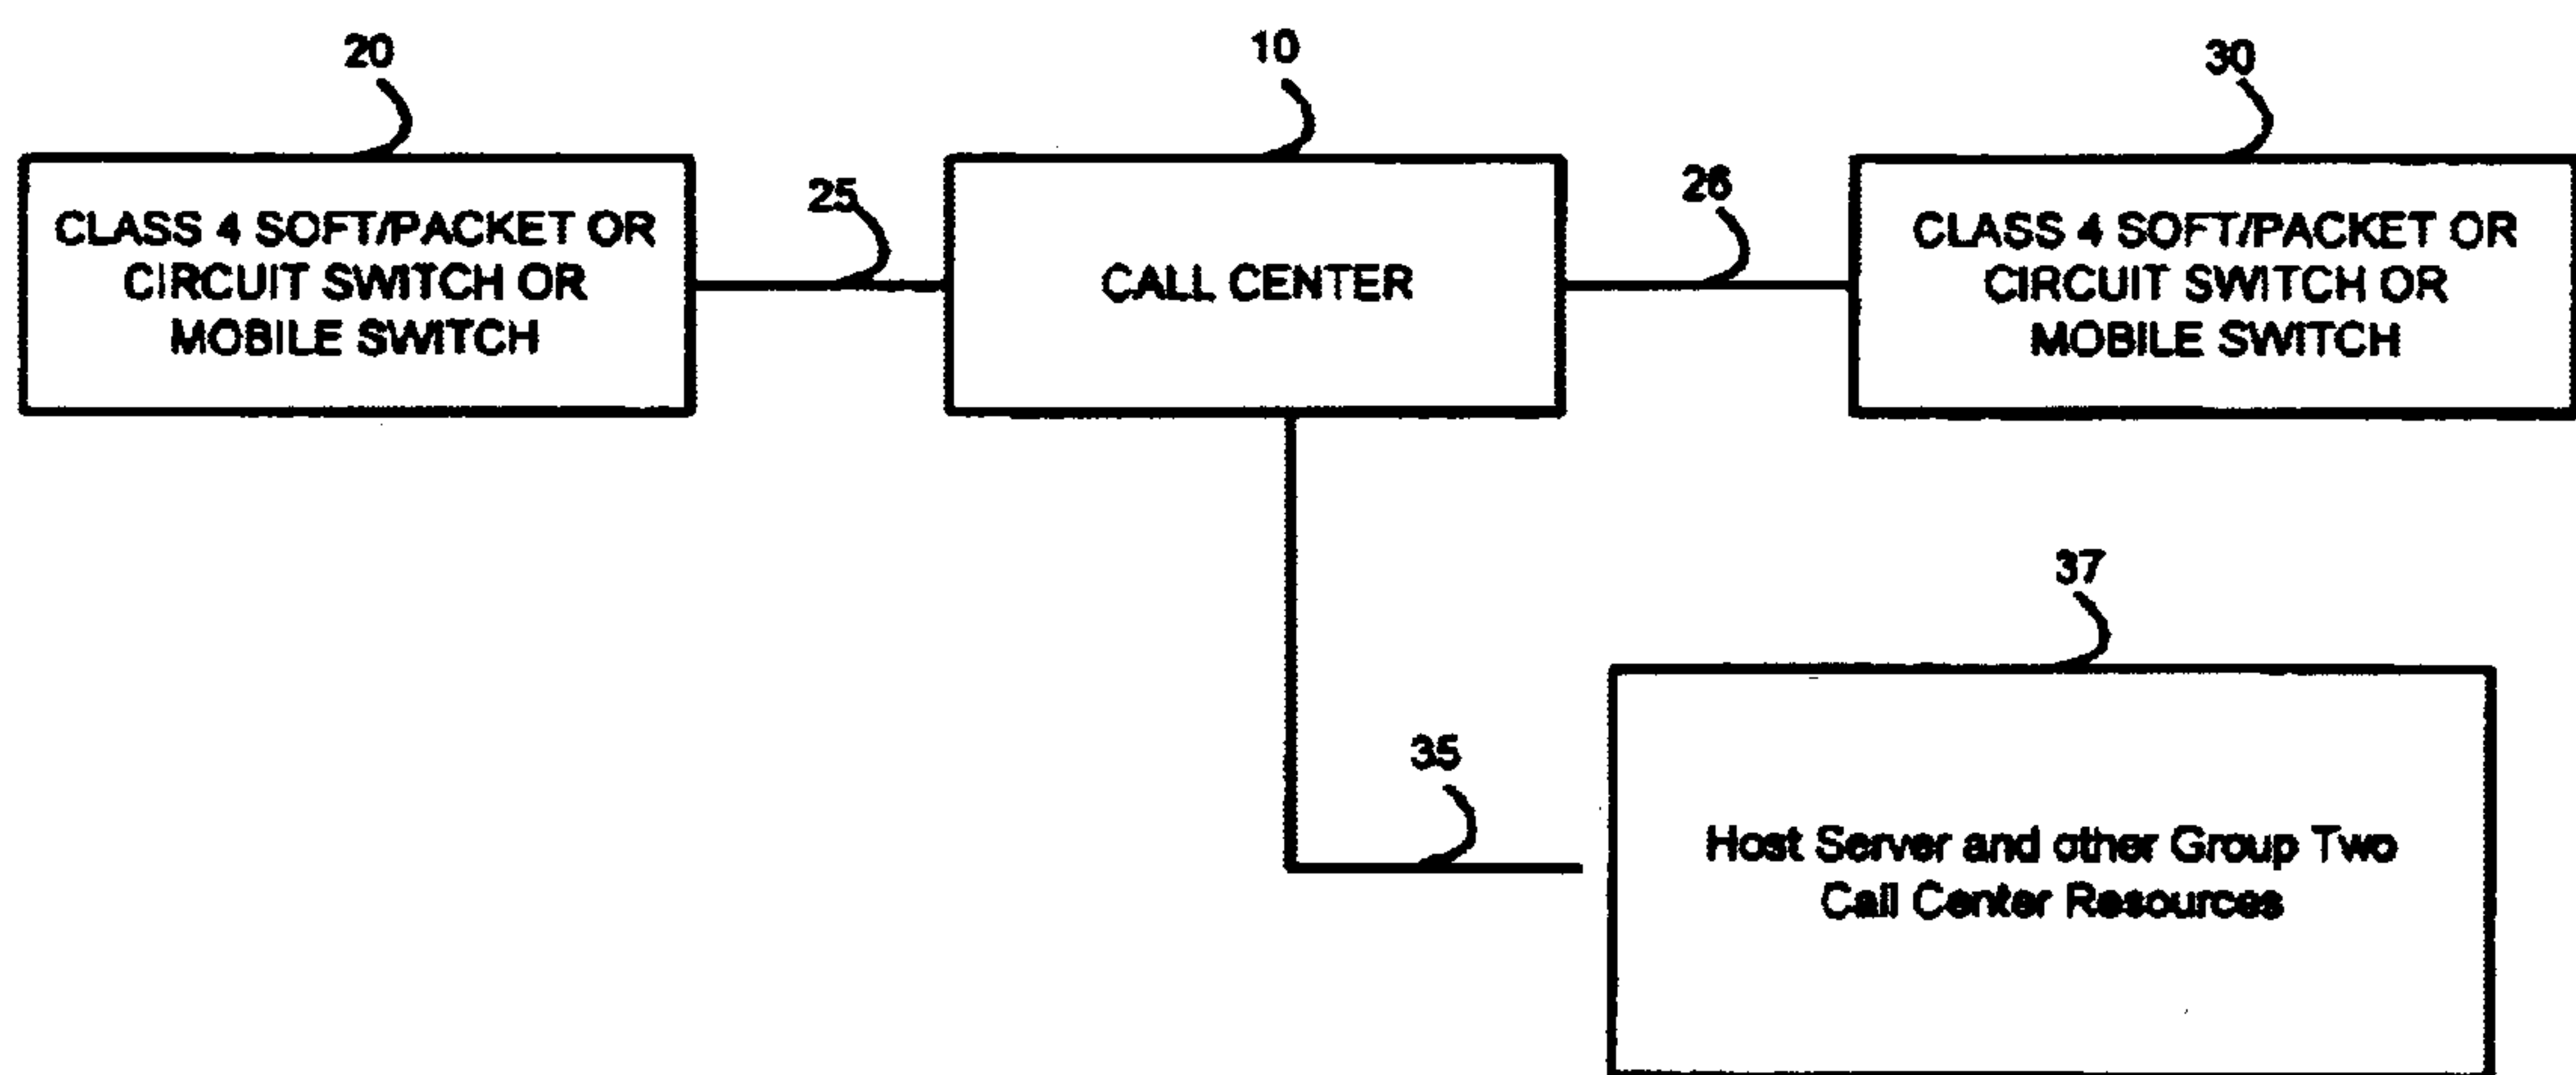 20
10
30
25
26
CLASS 4 SOFT/PACKET OR
CIRCUIT SWITCH OR
MOBILE SWITCH
CALL CENTER
CLASS 4 SOFT/PACKET OR
CIRCUIT SWITCH OR
MOBILE SWITCH
37
35
Host Server and other Group Two
Call Center Resources